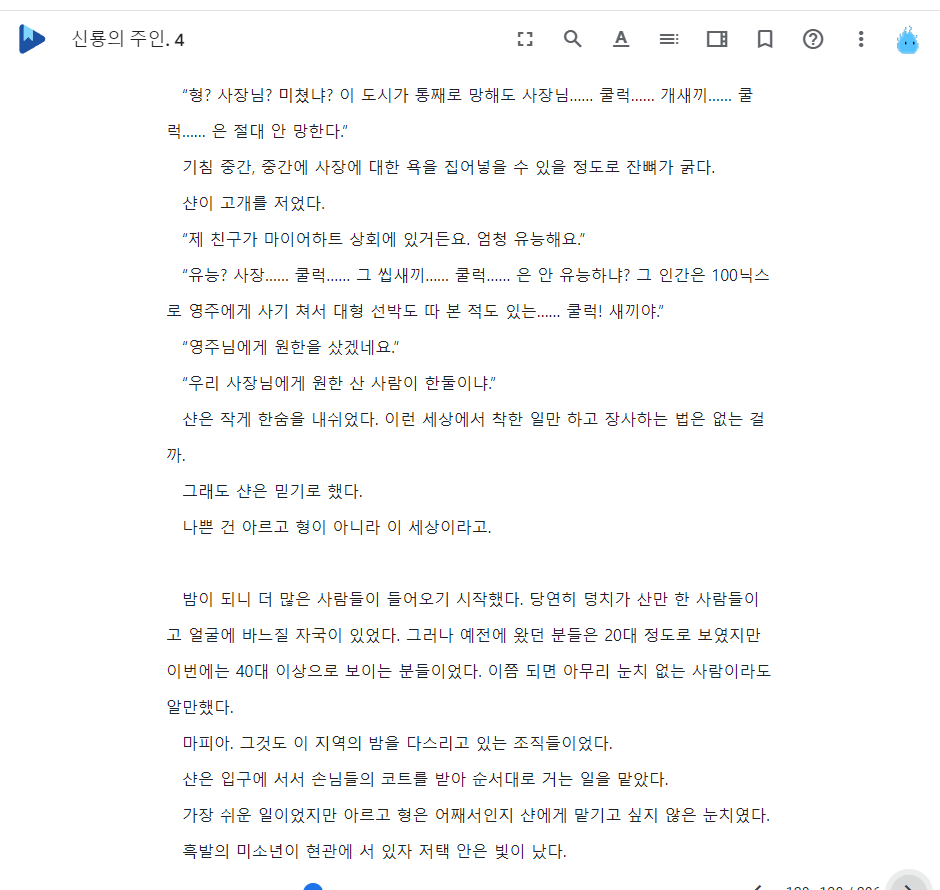 신룡의 주인. 4
“형? 사장님? 미쳤냐? 이 도시가 통째로 망해도 사장님…… 쿨럭…… 개새끼…… 쿨
럭…… 은 절대 안 망한다.”
기침 중간, 중간에 사장에 대한 욕을 집어넣을 수 있을 정도로 잔뼈가 굵다.
샨이 고개를 저었다.
“제 친구가 마이어하트 상회에 있거든요. 엄청 유능해요.”
“유능? 사장…… 쿨럭…… 그 씹새끼…… 쿨럭…… 은 안 유능하냐? 그 인간은 100닉스
로 영주에게 사기 쳐서 대형 선박도 따 본 적도 있는…… 쿨럭! 새끼야.”
“영주님에게 원한을 샀겠네요.”
“우리 사장님에게 원한 산 사람이 한둘이냐.”
샨은 작게 한숨을 내쉬었다. 이런 세상에서 착한 일만 하고 장사하는 법은 없는 걸
까.
그래도 샨은 믿기로 했다.
나쁜 건 아르고 형이 아니라 이 세상이라고.
밤이 되니 더 많은 사람들이 들어오기 시작했다. 당연히 덩치가 산만 한 사람들이
고 얼굴에 바느질 자국이 있었다. 그러나 예전에 왔던 분들은 20대 정도로 보였지만
이번에는 40대 이상으로 보이는 분들이었다. 이쯤 되면 아무리 눈치 없는 사람이라도
알만했다.
마피아. 그것도 이 지역의 밤을 다스리고 있는 조직들이었다.
샨은 입구에 서서 손님들의 코트를 받아 순서대로 거는 일을 맡았다.
가장 쉬운 일이었지만 아르고 형은 어째서인지 샨에게 맡기고 싶지 않은 눈치였다.
흑발의 미소년이 현관에 서 있자 저택 안은 빛이 났다.